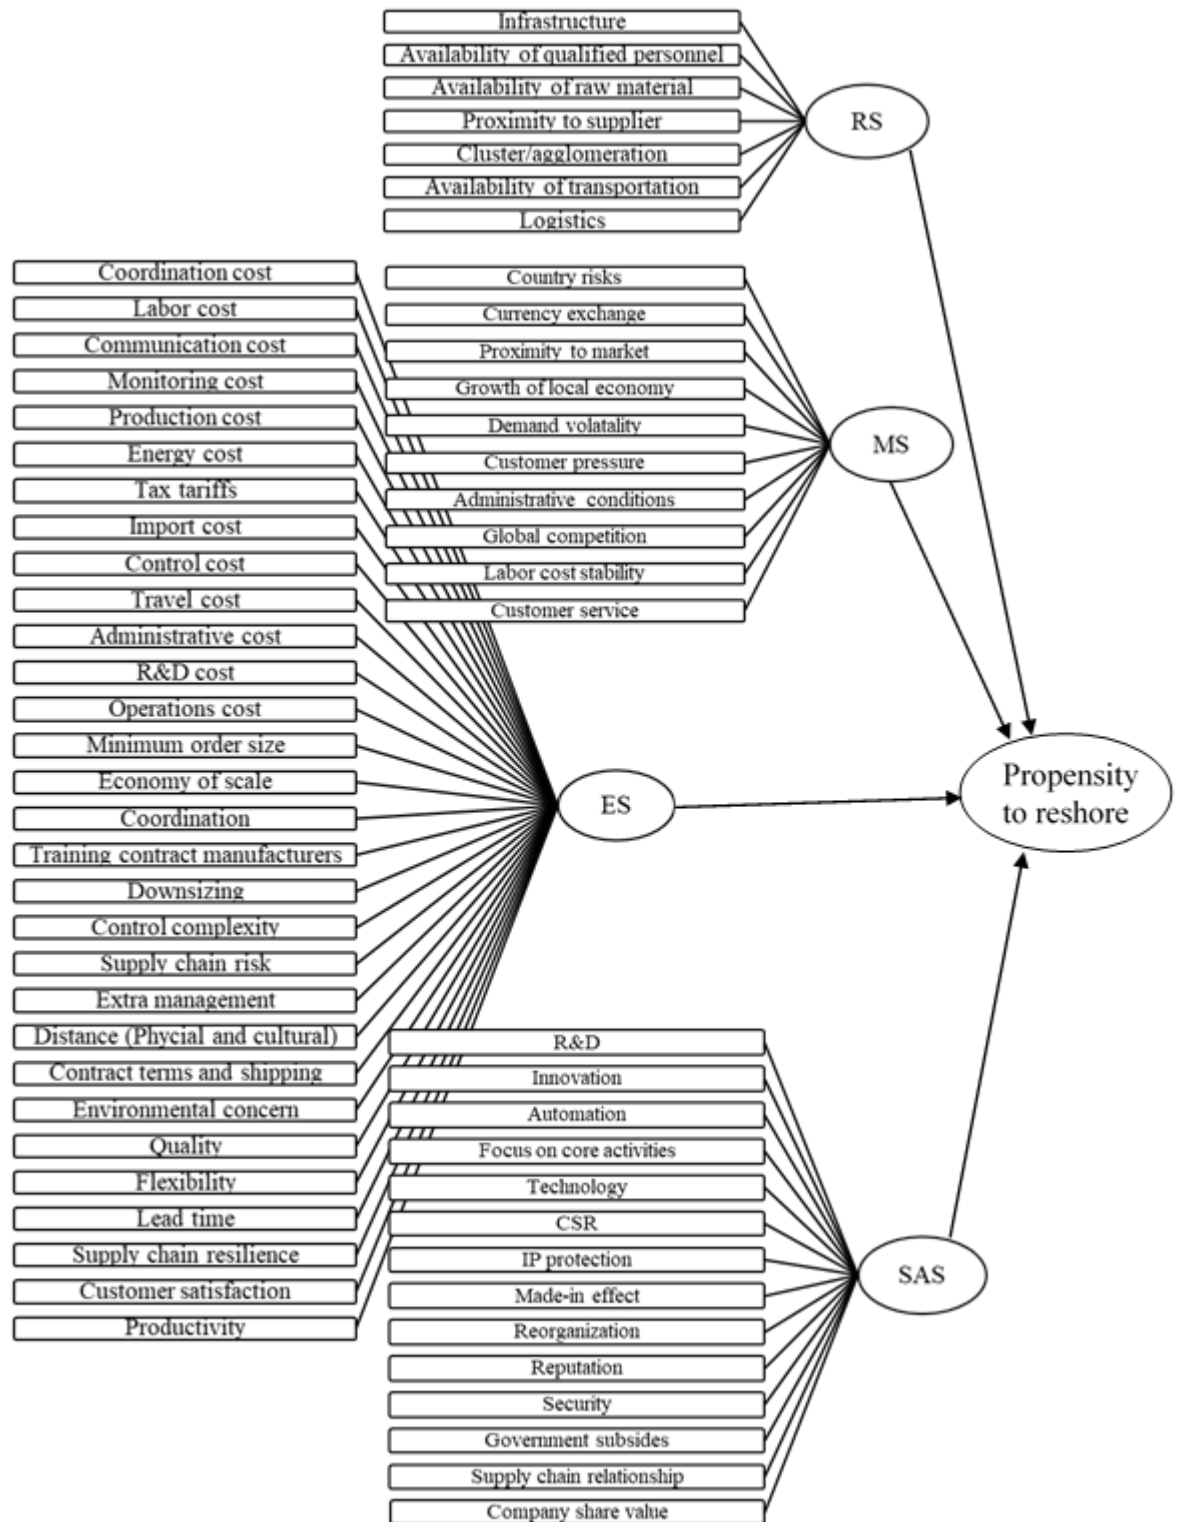 Infrastructure
Availability of qualified personnel
Availability of raw material
Proximity to supplier
Cluster/agglomeration
Availability of transportation
Logistics
RS
Country risks
Currency exchange
Proximity to market
Growth of local economy
Demand volatality
Customer pressure
Administrative conditions
Global competition
Labor cost stability
Customer service
MS
Coordination cost
Labor cost
Communication cost
Monitoring cost
Production cost
Energy cost
Tax tariffs
Import cost
Control cost
Travel cost
Administrative cost
R&D cost
Operations cost
Minimum order size
Economy of scale
Coordination
Training contract manufacturers
Downsizing
Control complexity
Supply chain risk
Extra management
Distance (Phycial and cultural)
Contract terms and shipping
Environmental concern
Quality
Flexibility
Lead time
Supply chain resilience
Customer satisfaction
Productivity
ES
Propensity
to reshore
R&D
Innovation
Automation
Focus on core activities
Technology
CSR
IP protection
Made-in effect
Reorganization
Reputation
Security
Government subsides
Supply chain relationship
Company share value
SAS